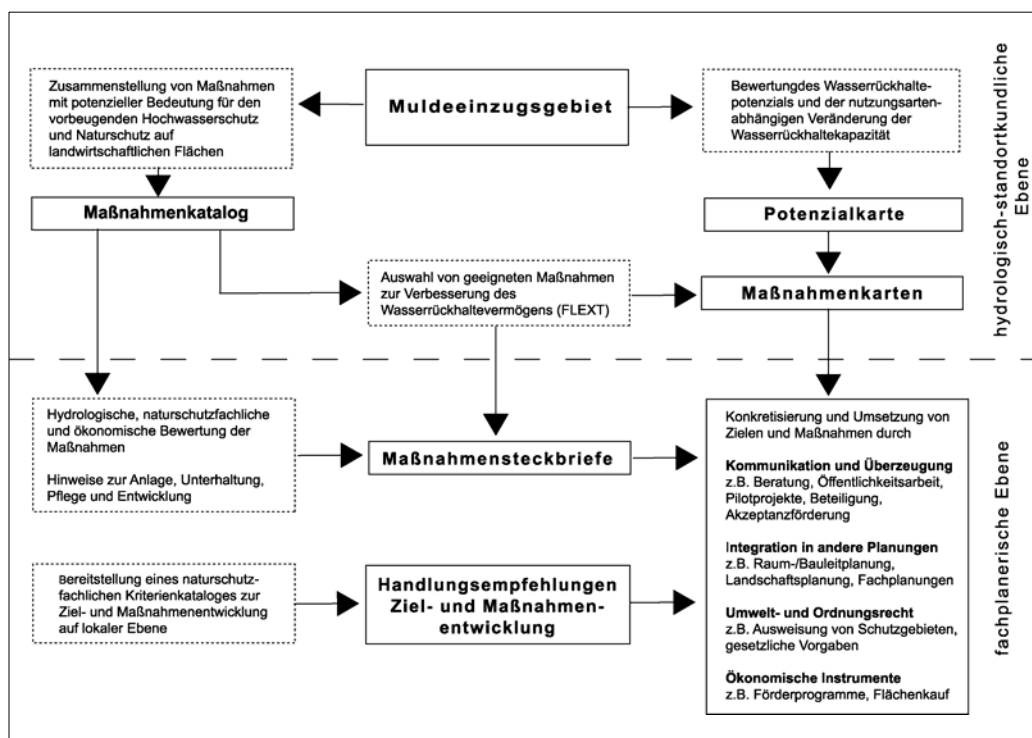 Zusammenstellung von Maßnahmen
mit potenzieller Bedeutung für den
vorbeugenden Hochwasserschutz
und Naturschutz auf
landwirtschaftlichen Flächen
Muldeeinzugsgebiet
Bewertungdes Wasserrückhalte-
potenzials und der nutzungsarten-
abhängigen Veränderung der
Wasserrückhaltekapazität
Maßnahmenkatalog
Potenzialkarte
Auswahl von geeigneten Maßnahmen
zur Verbesserung des
Wasserrückhaltevermögens (FLEXT)
Maßnahmenkarten
hydrologisch-standortkundliche
Ebene
Hydrologische, naturschutzfachliche
und ökonomische Bewertung der
Maßnahmen
Hinweise zur Anlage, Unterhaltung,
Pflege und Entwicklung
Maßnahmensteckbriefe
Bereitstellung eines naturschutz-
fachlichen Kriterienkataloges zur
Ziel- und Maßnahmenentwicklung
auf lokaler Ebene
Handlungsempfehlungen
Ziel- und Maßnahmen-
entwicklung
Konkretisierung und Umsetzung von
Zielen und Maßnahmen durch
Kommunikation und Überzeugung
z.B. Beratung, Öffentlichkeitsarbeit,
Pilotprojekte, Beteiligung,
Akzeptanzförderung
Integration in andere Planungen
z.B. Raum-/Bauleitplanung,
Landschaftsplanung, Fachplanungen
Umwelt- und Ordnungsrecht
z.B. Ausweisung von Schutzgebieten,
gesetzliche Vorgaben
Ökonomische Instrumente
z.B. Förderprogramme, Flächenkauf
fachplanerische Ebene